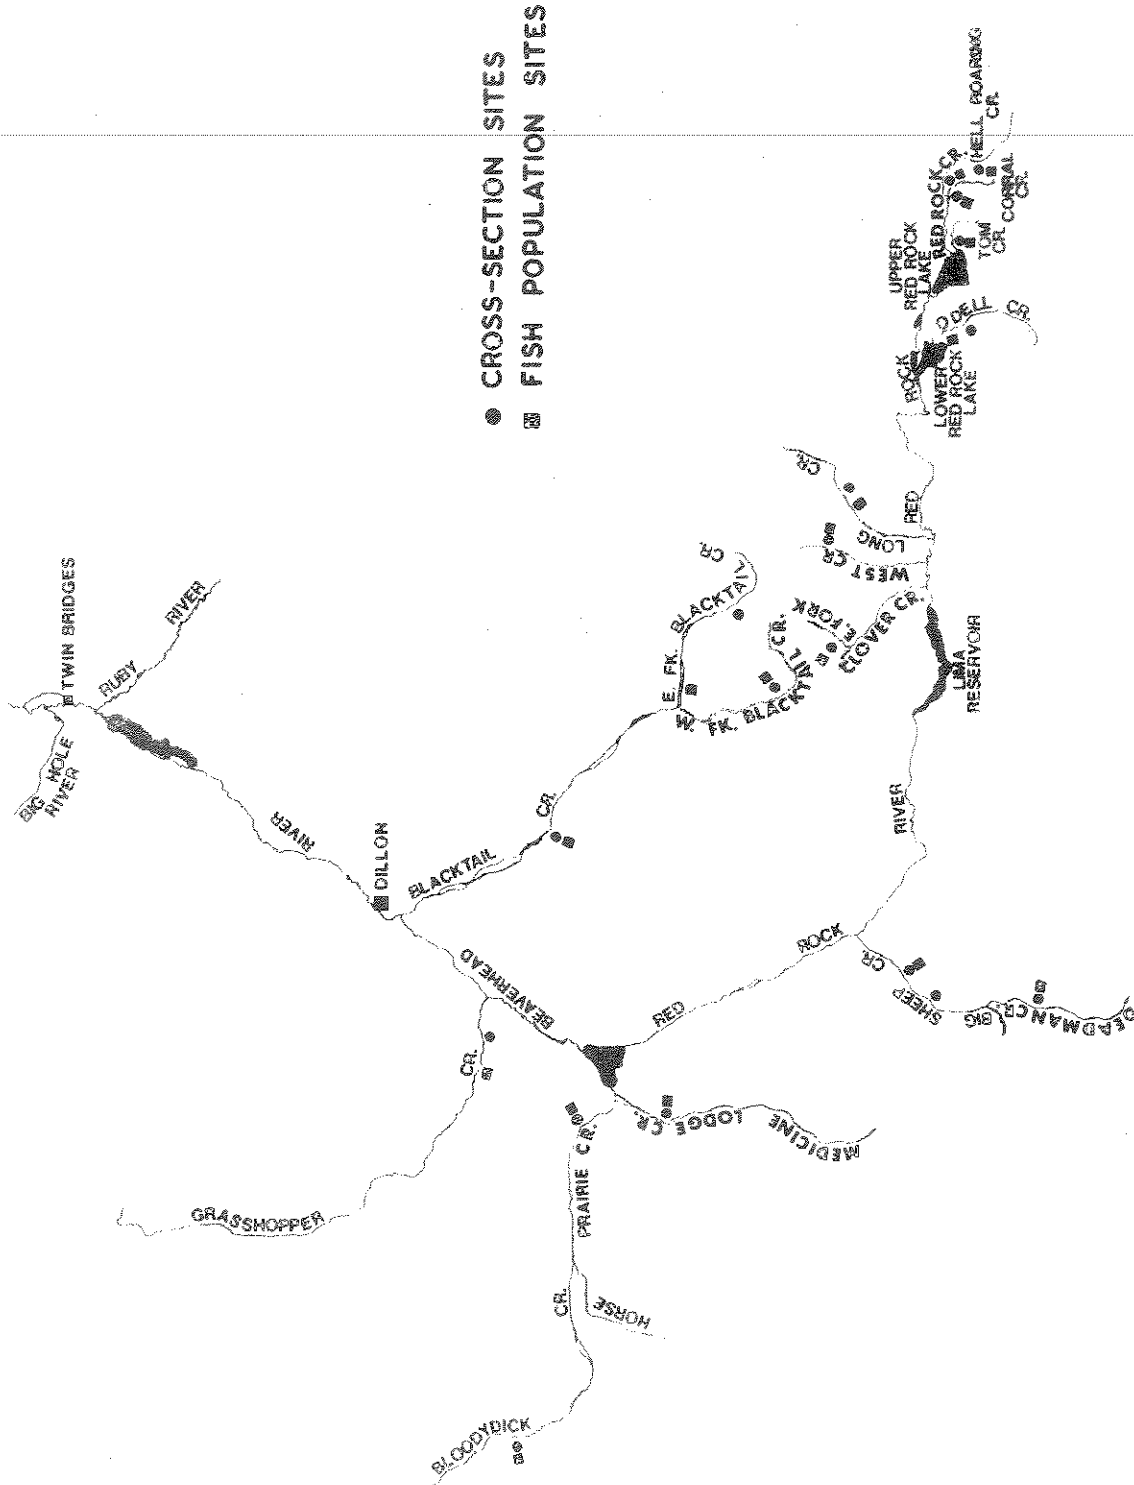 CROSS-SECTION SITES
FISH POPULATION SITES
TWIN BRIDGES
RUBY RIVER
BIG HOLE
RIVER
RIVER
DILLON
BLACKTAIL CR.
BEAVERHEAD
GRASSHOPPER CR.
E. FK. BLACKTAIL CR.
W. FK. BLACKTAIL CR.
E. FORK
CLOVER CR.
WEST CR
LONG CR.
RED ROCK
UPPER
RED ROCK
LAKE
RED ROCK CR.
HELL ROARING
CR.
CORRAL
CR.
TOM
CR.
O DELL CR.
LOWER
RED ROCK
LAKE
LIMA
RESERVOIR
RED ROCK RIVER
BIG SHEEP CR.
DEADMAN CR.
MEDICINE LODGE CR.
HORSE PRAIRIE CR.
BLOODYDICK CR.